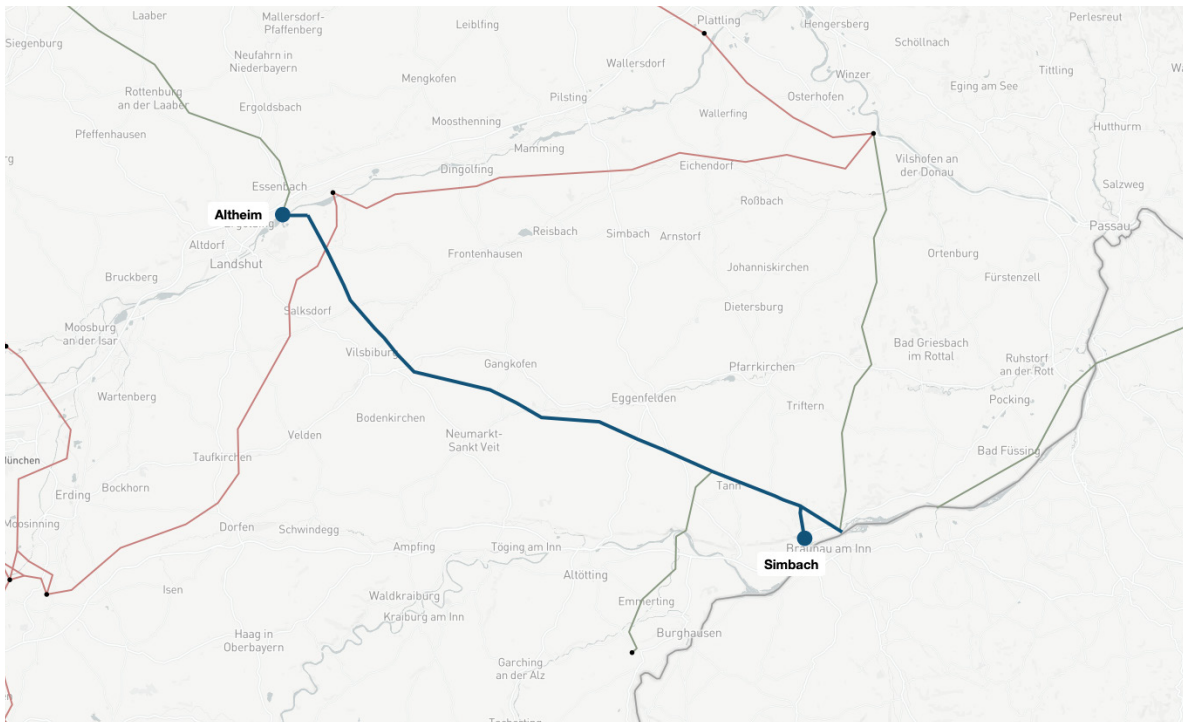 Laaber
Mallersdorf-
Pfaffenberg
Leiblfing
Plattling
Hengersberg
Perlesreut
Siegenburg
Neufahrn in
Niederbayern
Schöllnach
Wallersdorf
Tittling
Mengkofen
Winzer
Rottenburg
an der Laaber
Eging am See
Ergoldsbach
Pilsting
Osterhofen
Moosthenning
Wallerfing
Pfeffenhausen
Hutthurm
Mamming
Dingolfing
Eichendorf
Vilshofen an
der Donau
Essenbach
Salzweg
Roßbach
Altheim
Passau
Reisbach
Simbach
Arnstorf
Altdorf
Frontenhausen
Ortenburg
Landshut
Johanniskirchen
Bruckberg
Fürstenzell
Salksdorf
Dietersburg
Moosburg
an der Isar
Bad Griesbach
im Rottal
Vilsbiburg
Gangkofen
Ruhstorf
an der Rott
Pfarrkirchen
Wartenberg
Eggenfelden
Pocking
Triftern
Bodenkirchen
Velden
Neumarkt-
Sankt Veit
Bad Füssing
Taufkirchen
München
Bockhorn
Erding
Tann
Moosinning
Dorfen
Schwindegg
Ampfing
Töging am Inn
Braunau am Inn
Simbach
Altötting
Isen
Waldkraiburg
Emmerting
Kraiburg am Inn
Haag in
Oberbayern
Burghausen
Garching
an der Alz